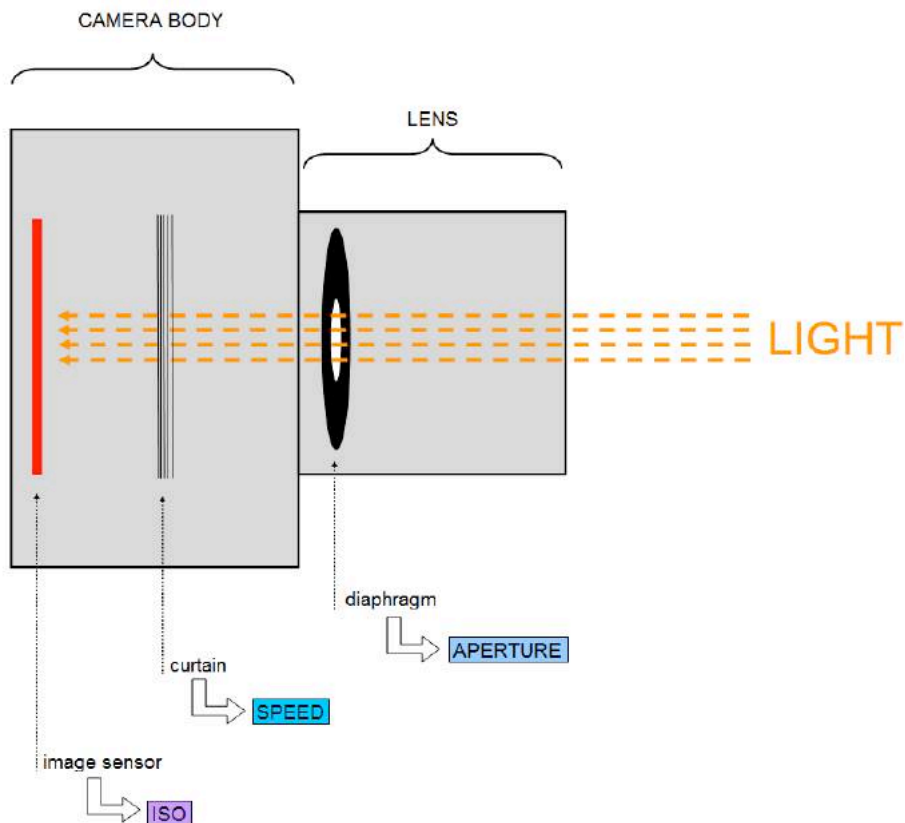 CAMERA BODY
LENS
LIGHT
diaphragm
APERTURE
curtain
SPEED
image sensor
ISO